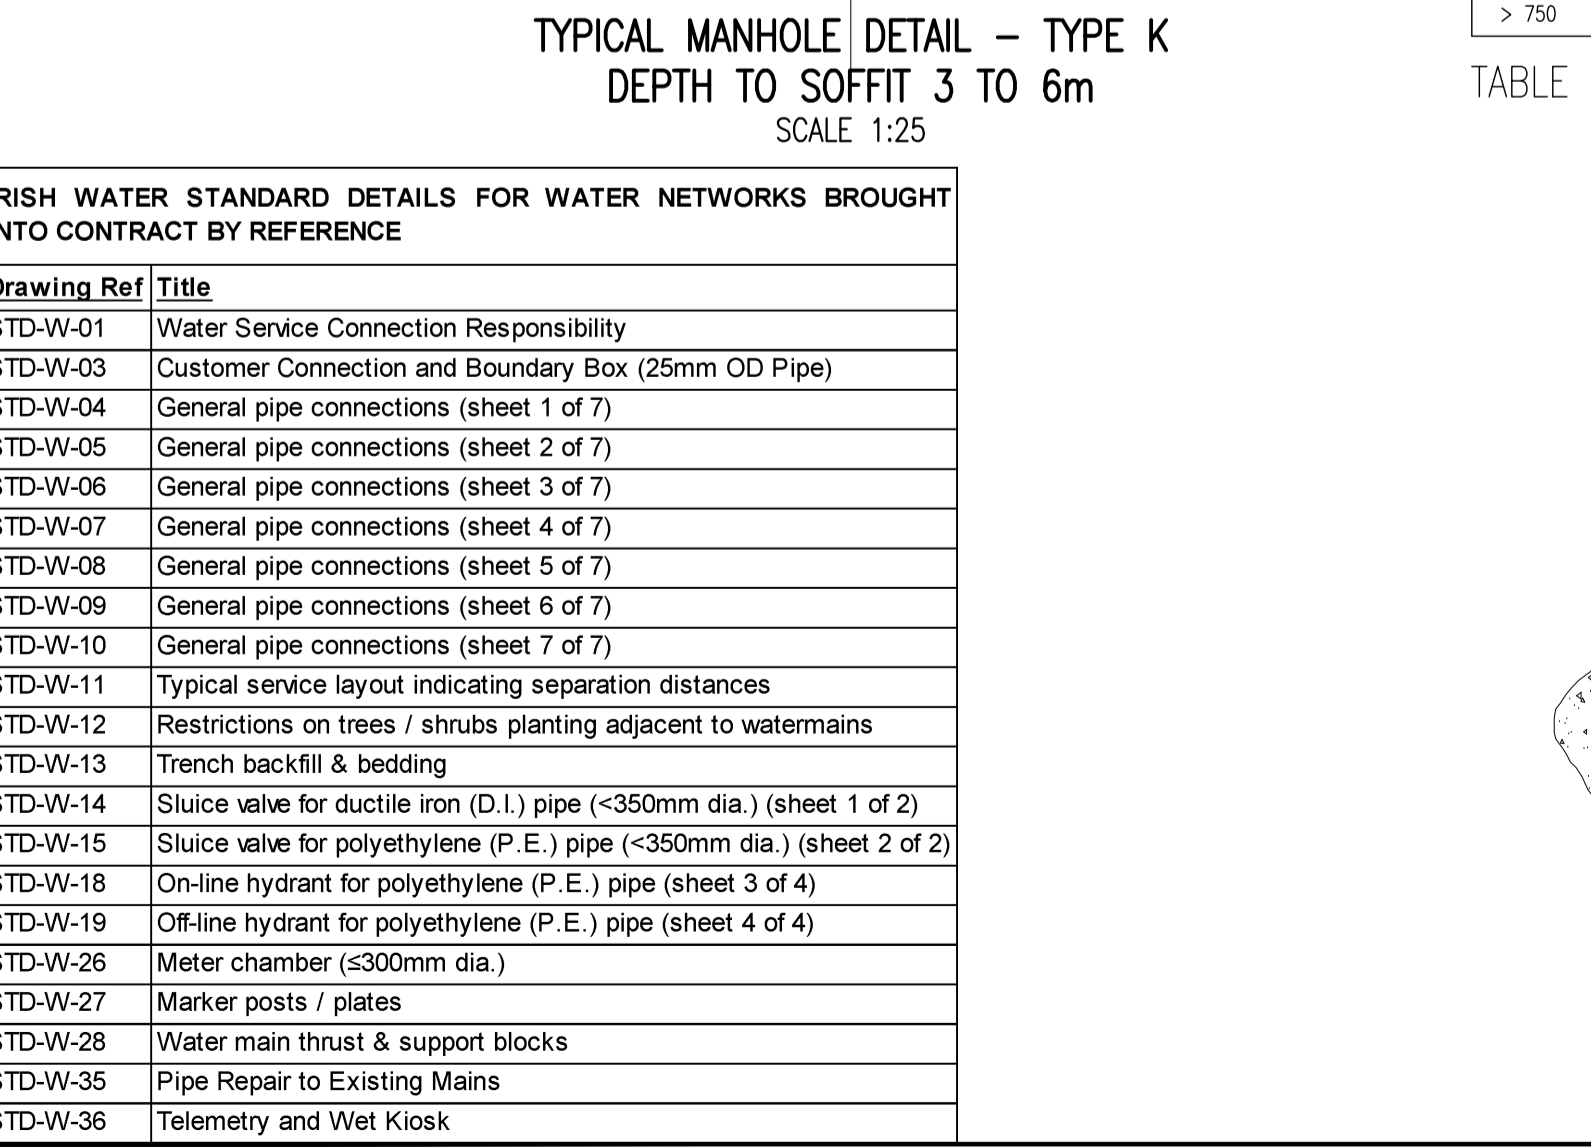 TYPICAL MANHOLE DETAIL – TYPE K
DEPTH TO SOFFIT 3 TO 6m
SCALE 1:25
> 750
TABLE
RISH WATER STANDARD DETAILS FOR WATER NETWORKS BROUGHT
NTO CONTRACT BY REFERENCE
Drawing Ref Title
STD-W-01 Water Service Connection Responsibility
STD-W-03 Customer Connection and Boundary Box (25mm OD Pipe)
STD-W-04 General pipe connections (sheet 1 of 7)
STD-W-05 General pipe connections (sheet 2 of 7)
STD-W-06 General pipe connections (sheet 3 of 7)
STD-W-07 General pipe connections (sheet 4 of 7)
STD-W-08 General pipe connections (sheet 5 of 7)
STD-W-09 General pipe connections (sheet 6 of 7)
STD-W-10 General pipe connections (sheet 7 of 7)
STD-W-11 Typical service layout indicating separation distances
STD-W-12 Restrictions on trees / shrubs planting adjacent to watermains
STD-W-13 Trench backfill & bedding
STD-W-14 Sluice valve for ductile iron (D.I.) pipe (<350mm dia.) (sheet 1 of 2)
STD-W-15 Sluice valve for polyethylene (P.E.) pipe (<350mm dia.) (sheet 2 of 2)
STD-W-18 On-line hydrant for polyethylene (P.E.) pipe (sheet 3 of 4)
STD-W-19 Off-line hydrant for polyethylene (P.E.) pipe (sheet 4 of 4)
STD-W-26 Meter chamber (≤300mm dia.)
STD-W-27 Marker posts / plates
STD-W-28 Water main thrust & support blocks
STD-W-35 Pipe Repair to Existing Mains
STD-W-36 Telemetry and Wet Kiosk